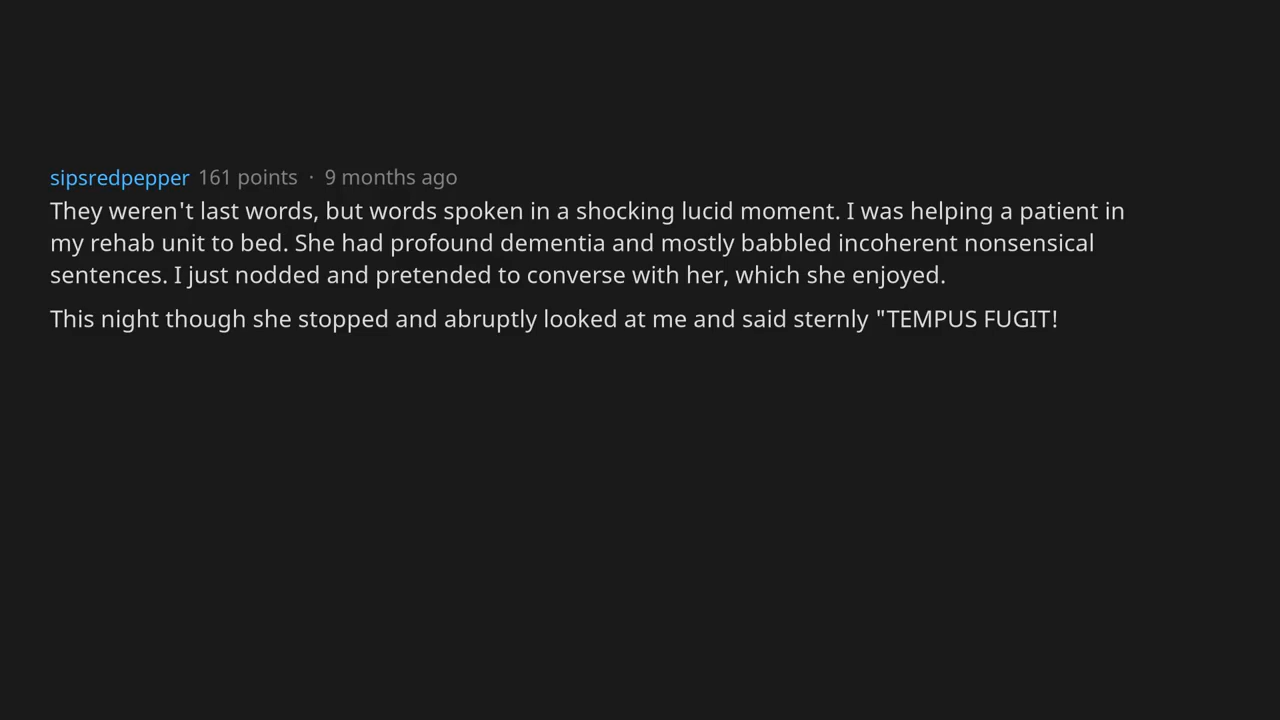 sipsredpepper 161 points · 9 months ago
They weren't last words, but words spoken in a shocking lucid moment. I was helping a patient in
my rehab unit to bed. She had profound dementia and mostly babbled incoherent nonsensical
sentences. I just nodded and pretended to converse with her, which she enjoyed.
This night though she stopped and abruptly looked at me and said sternly "TEMPUS FUGIT!